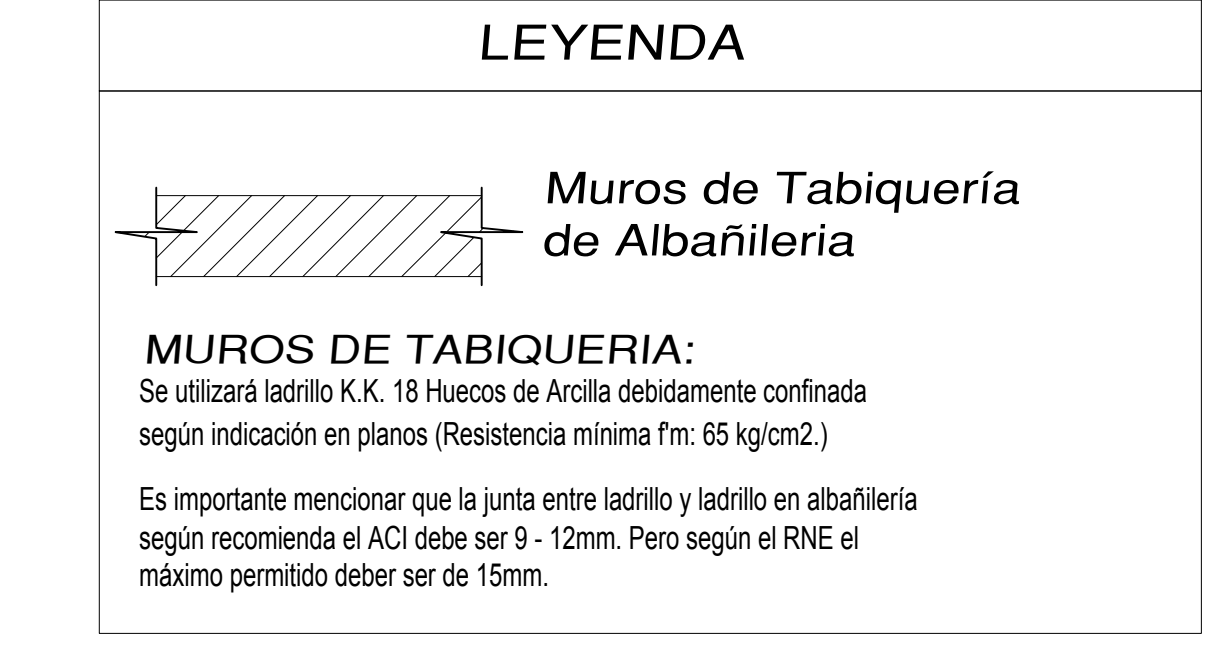 LEYENDA
Muros de Tabiquería
de Albañileria
MUROS DE TABIQUERIA:
Se utilizará ladrillo K.K. 18 Huecos de Arcilla debidamente confinada
según indicación en planos (Resistencia mínima f'm: 65 kg/cm2.)
Es importante mencionar que la junta entre ladrillo y ladrillo en albañilería
según recomienda el ACI debe ser 9 - 12mm. Pero según el RNE el
máximo permitido deber ser de 15mm.